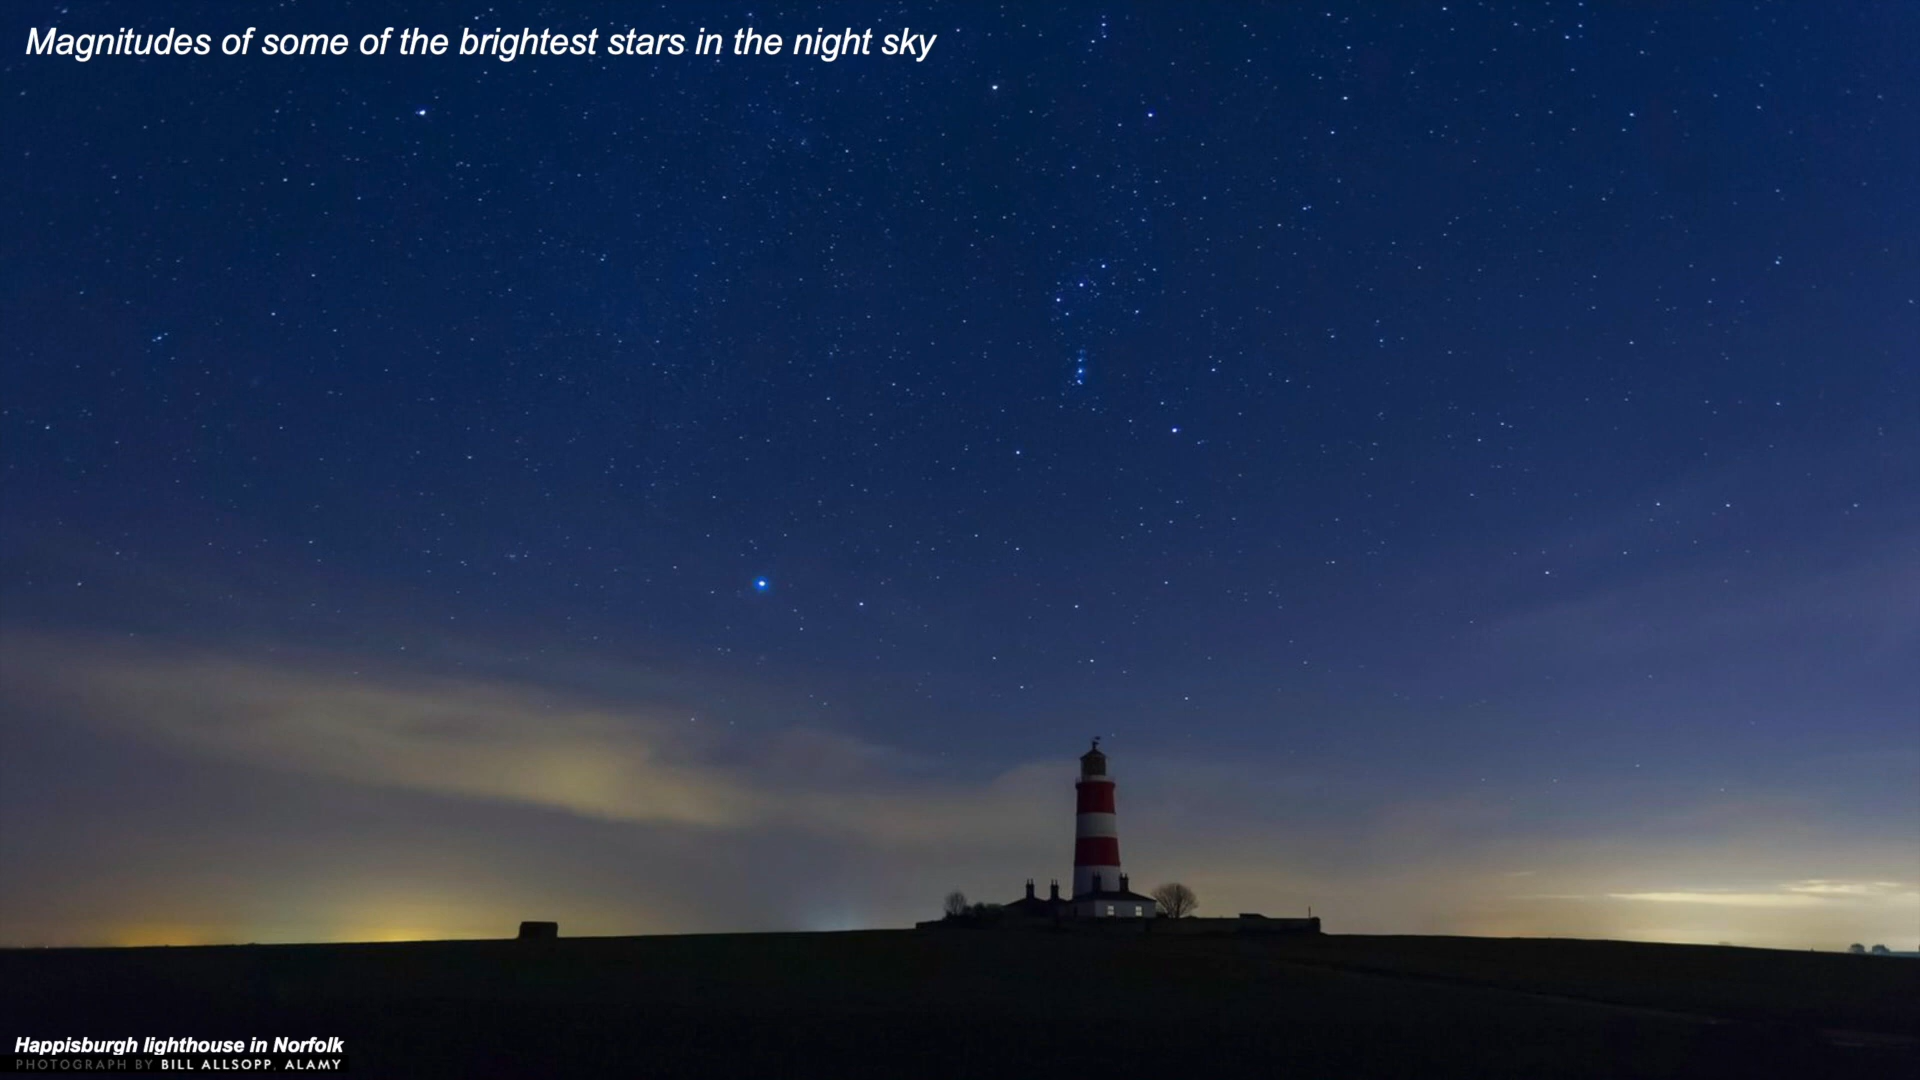 Magnitudes of some of the brightest stars in the night sky
Happisburgh lighthouse in Norfolk
PHOTOGRAPH BY BILL ALLSOPP, ALAMY